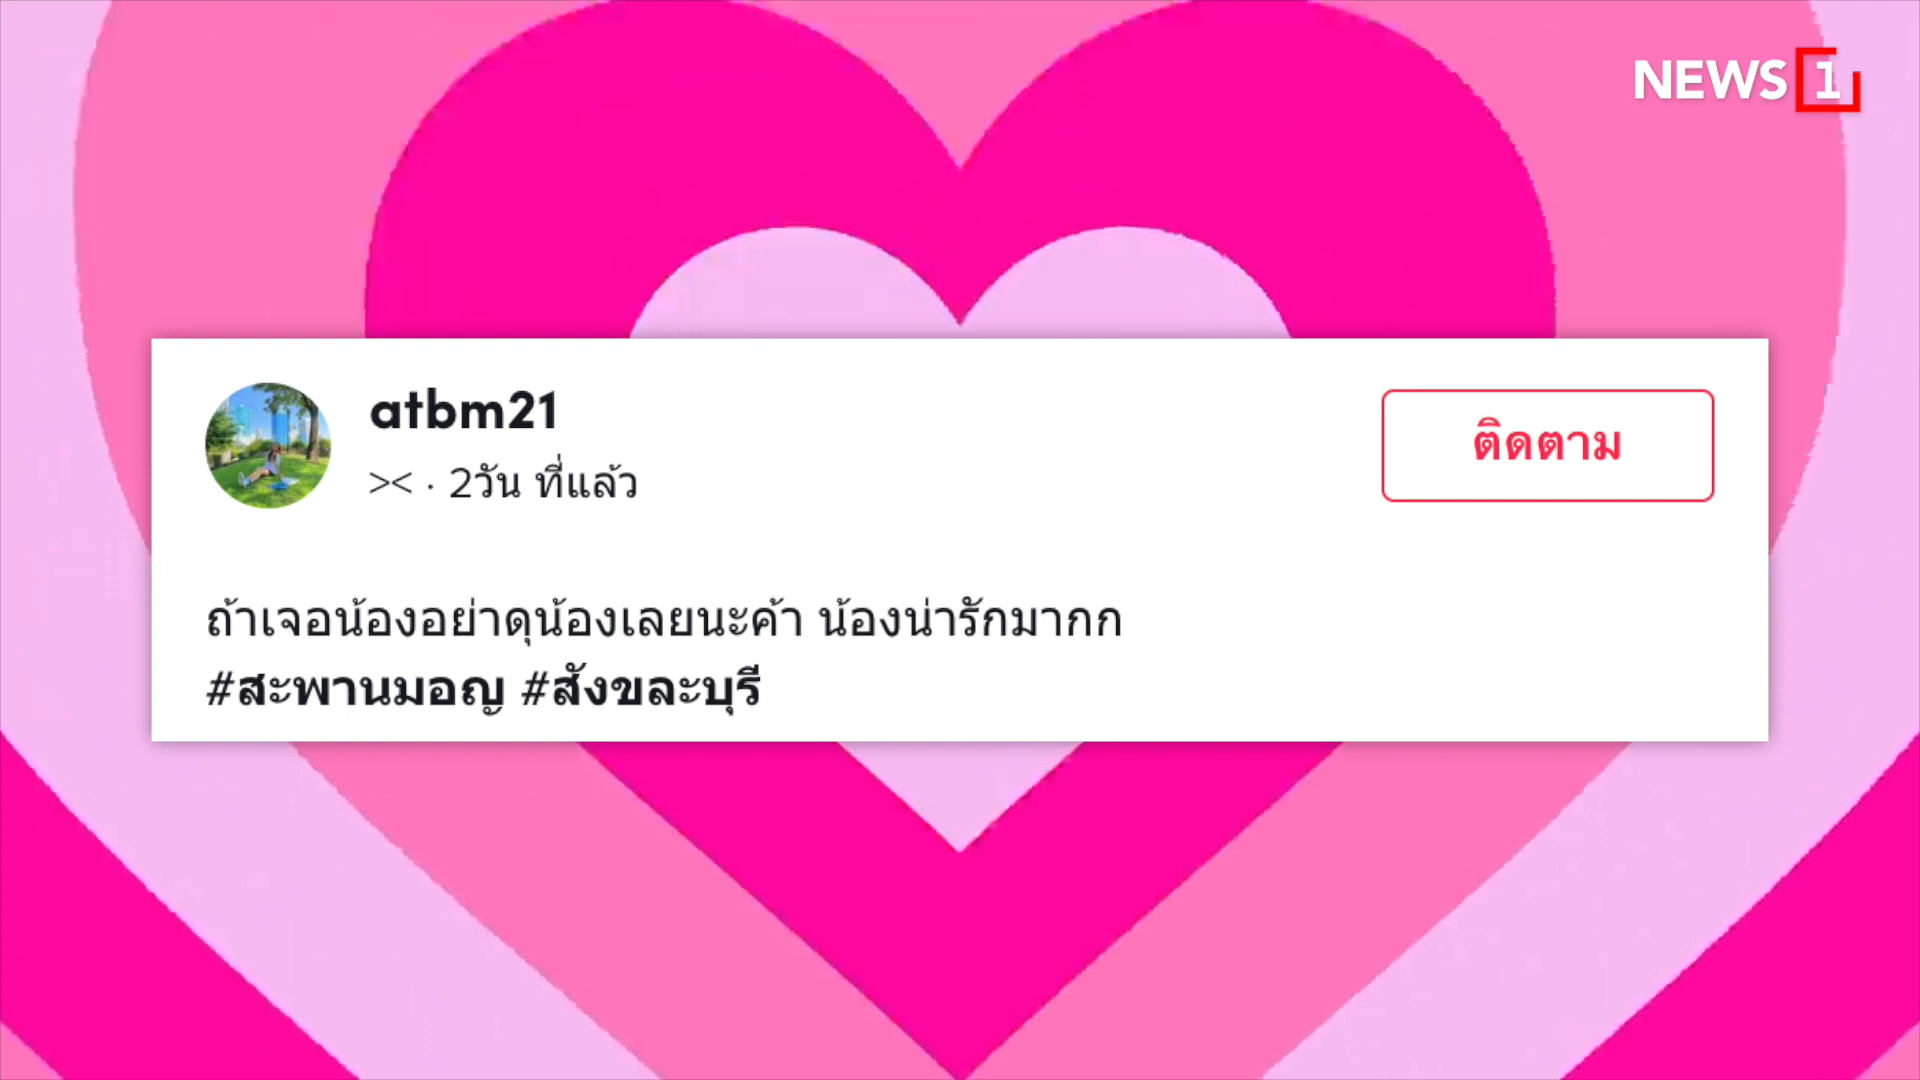 NEWS 1
atbm21
>< · 2วัน ที่แล้ว
ติดตาม
ถ้าเจอน้องอย่าดุน้องเลยนะค้า น้องน่ารักมากก
#สะพานมอญ #สังขละบุรี